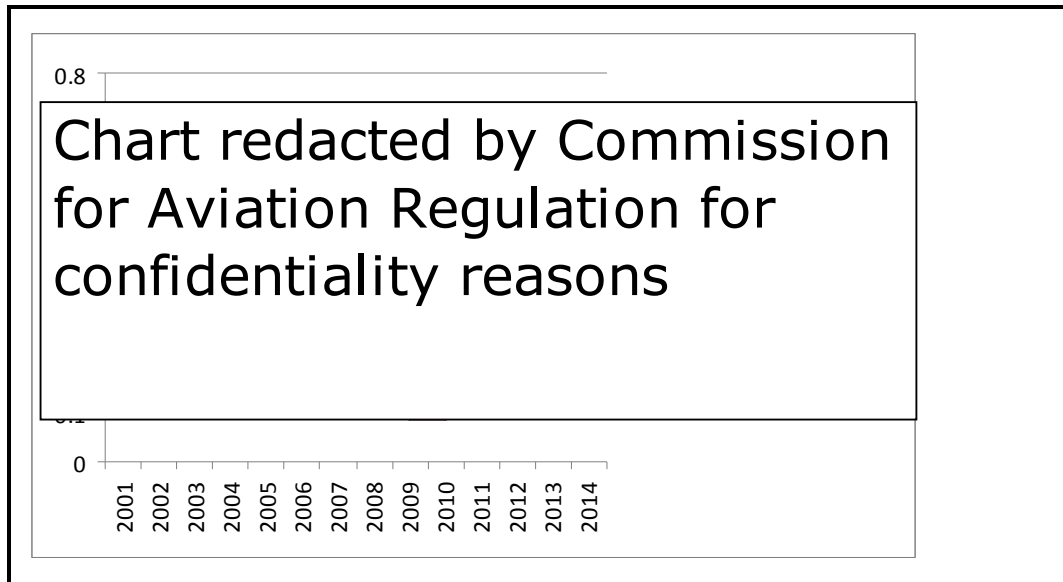 0.8
Chart redacted by Commission
for Aviation Regulation for
confidentiality reasons
0
2001 2002 2003 2004 2005 2006 2007 2008 2009 2010 2011 2012 2013 2014